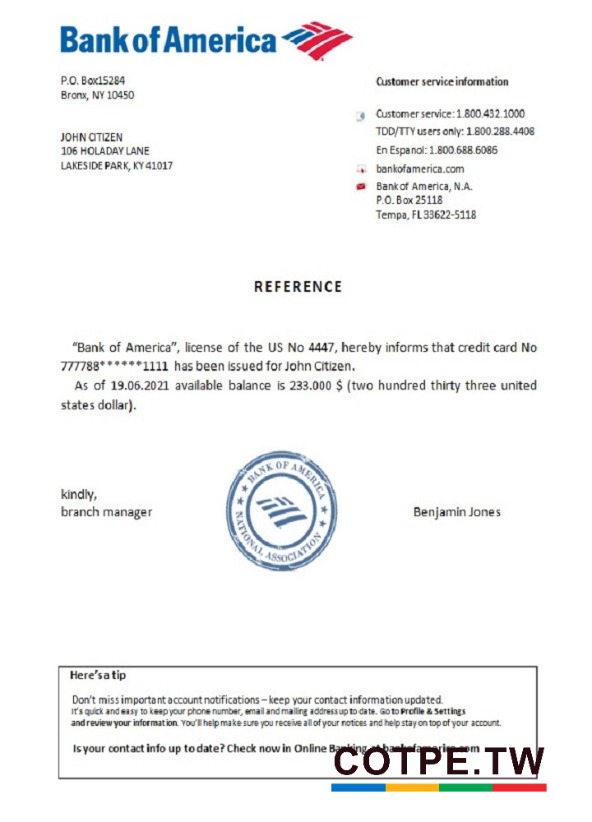 Bank of America
P.O. Box15284
Bronx, NY 10450
Customer service information
Customer service: 1.800.432.1000
TDD/TTY users only: 1.800.288.4408
En Espanol: 1.800.688.6086
bankofamerica.com
Bank of America, N.A.
P.O. Box 25118
Tempa, FL 33622-5118
JOHN CITIZEN
106 HOLADAY LANE
LAKESIDE PARK, KY 41017
REFERENCE
"Bank of America", license of the US No 4447, hereby informs that credit card No
777788******1111 has been issued for John Citizen.
As of 19.06.2021 available balance is 233.000 $ (two hundred thirty three united
states dollar).
kindly,
branch manager
BANK OF AMERICA
NATIONAL ASSOCIATION
Benjamin Jones
Here's a tip
Don't miss important account notifications – keep your contact information updated.
It's quick and easy to keep your phone number, email and mailing address up to date. Go to Profile & Settings
and review your information. You'll help make sure you receive all of your notices and help stay on top of your account.
Is your contact info up to date? Check now in Online Banking at bankofamerica.com
COTPE.TW